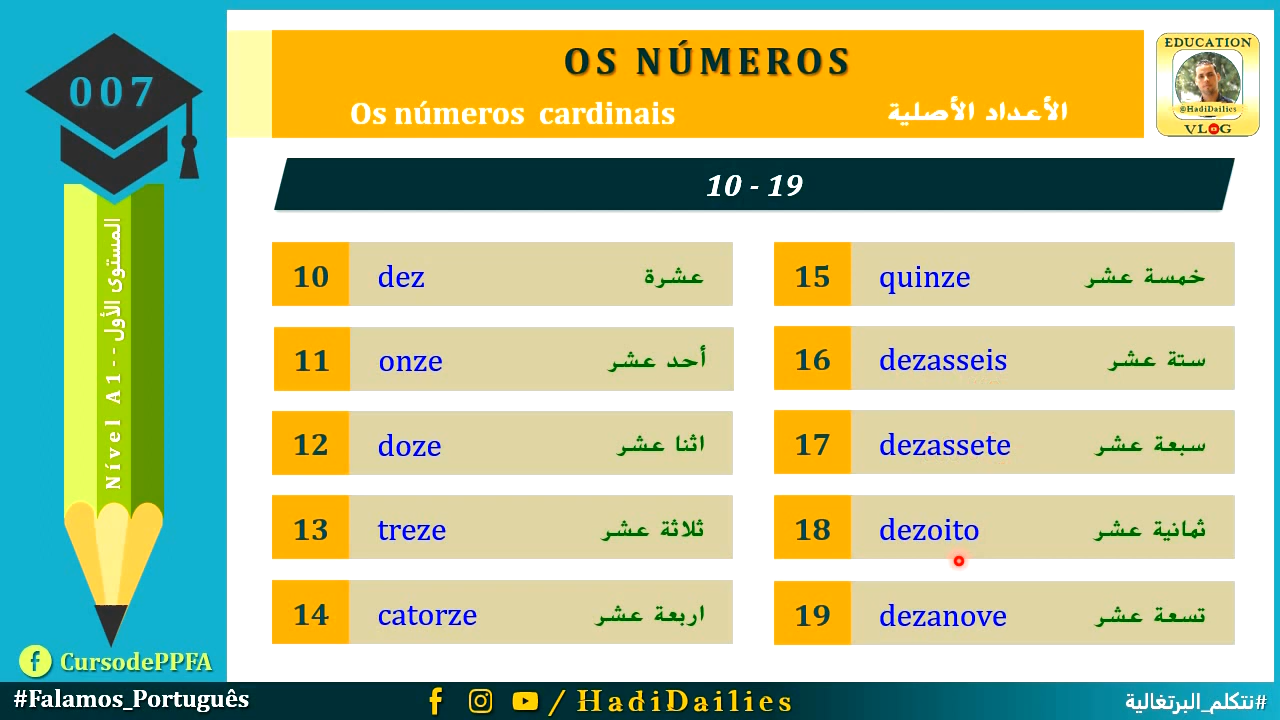 007
OS NÚMEROS
Os números cardinais
الأعداد الأصلية
EDUCATION
@HadiDailies
VLOG
10 - 19
10 dez عشرة
11 onze أحد عشر
12 doze اثنا عشر
13 treze ثلاثة عشر
14 catorze اربعة عشر
15 quinze خمسة عشر
16 dezasseis ستة عشر
17 dezassete سبعة عشر
18 dezoito ثمانية عشر
19 dezanove تسعة عشر
Nível A1 -- المستوى الأول
CursodePPFA
#Falamos_Português
/ HadiDailies
#نتكلم_البرتغالية